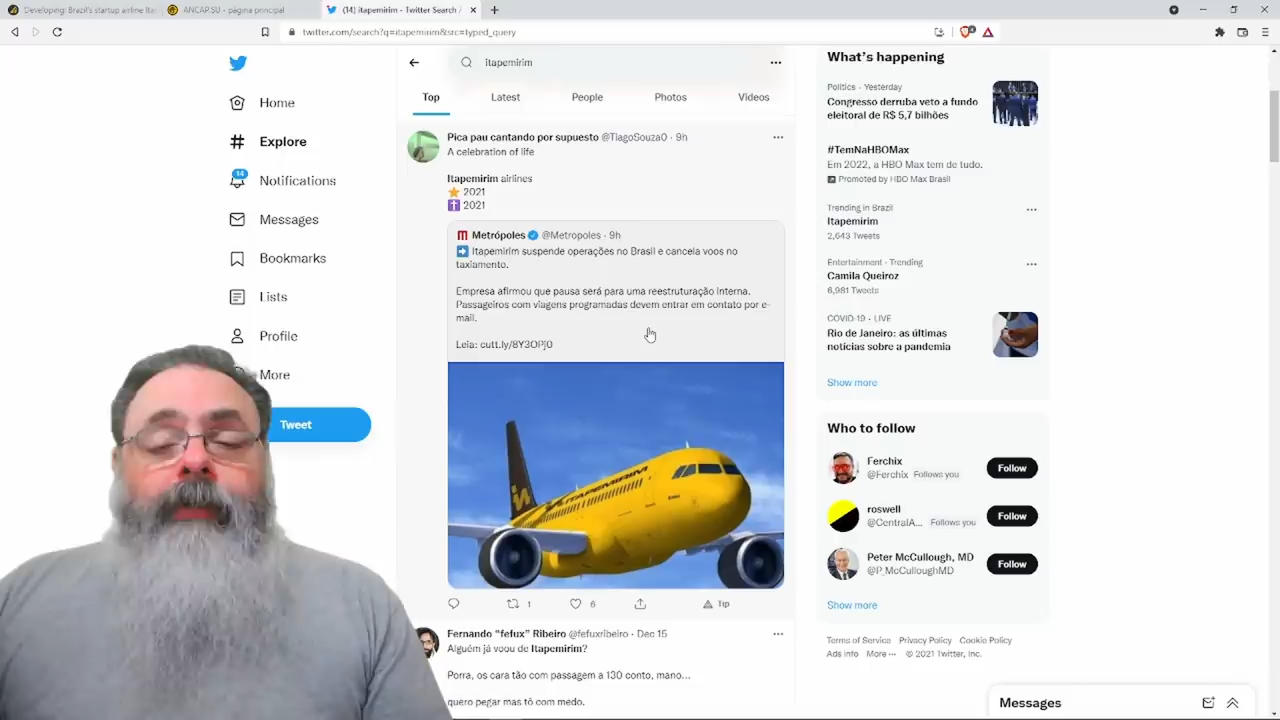 Developing: Brazil's startup airline Ita
ANCAP.SU - página principal
(14) itapemirim - Twitter Search /
twitter.com/search?q=itapemirim&src=typed_query
itapemirim
Top
Latest
People
Photos
Videos
Home
Explore
14
Notifications
Messages
Bookmarks
Lists
Profile
More
Tweet
Pica pau cantando por supuesto @TiagoSouza0 · 9h
A celebration of life
Itapemirim airlines
⭐ 2021
✝️ 2021
Metrópoles @Metropoles · 9h
➡️ Itapemirim suspende operações no Brasil e cancela voos no
taxiamento.
Empresa afirmou que pausa será para uma reestruturação interna.
Passageiros com viagens programadas devem entrar em contato por e-
mail.
Leia: cutt.ly/8Y3OPj0
ITAPEMIRIM
1
6
Tip
Fernando "fefux" Ribeiro @fefuxribeiro · Dec 15
Alguém já voou de Itapemirim?
Porra, os cara tão com passagem a 130 conto, mano...
quero pegar mas tô com medo.
What's happening
Politics · Yesterday
Congresso derruba veto a fundo
eleitoral de R$ 5,7 bilhões
#TemNaHBOMax
Em 2022, a HBO Max tem de tudo.
Promoted by HBO Max Brasil
Trending in Brazil
Itapemirim
2,643 Tweets
Entertainment · Trending
Camila Queiroz
6,981 Tweets
COVID-19 · LIVE
Rio de Janeiro: as últimas
notícias sobre a pandemia
Show more
Who to follow
Ferchix
@Ferchix Follows you
Follow
roswell
@CentralA... Follows you
Follow
Peter McCullough, MD
@P_McCulloughMD
Follow
Show more
Terms of Service Privacy Policy Cookie Policy
Ads info More ··· © 2021 Twitter, Inc.
Messages